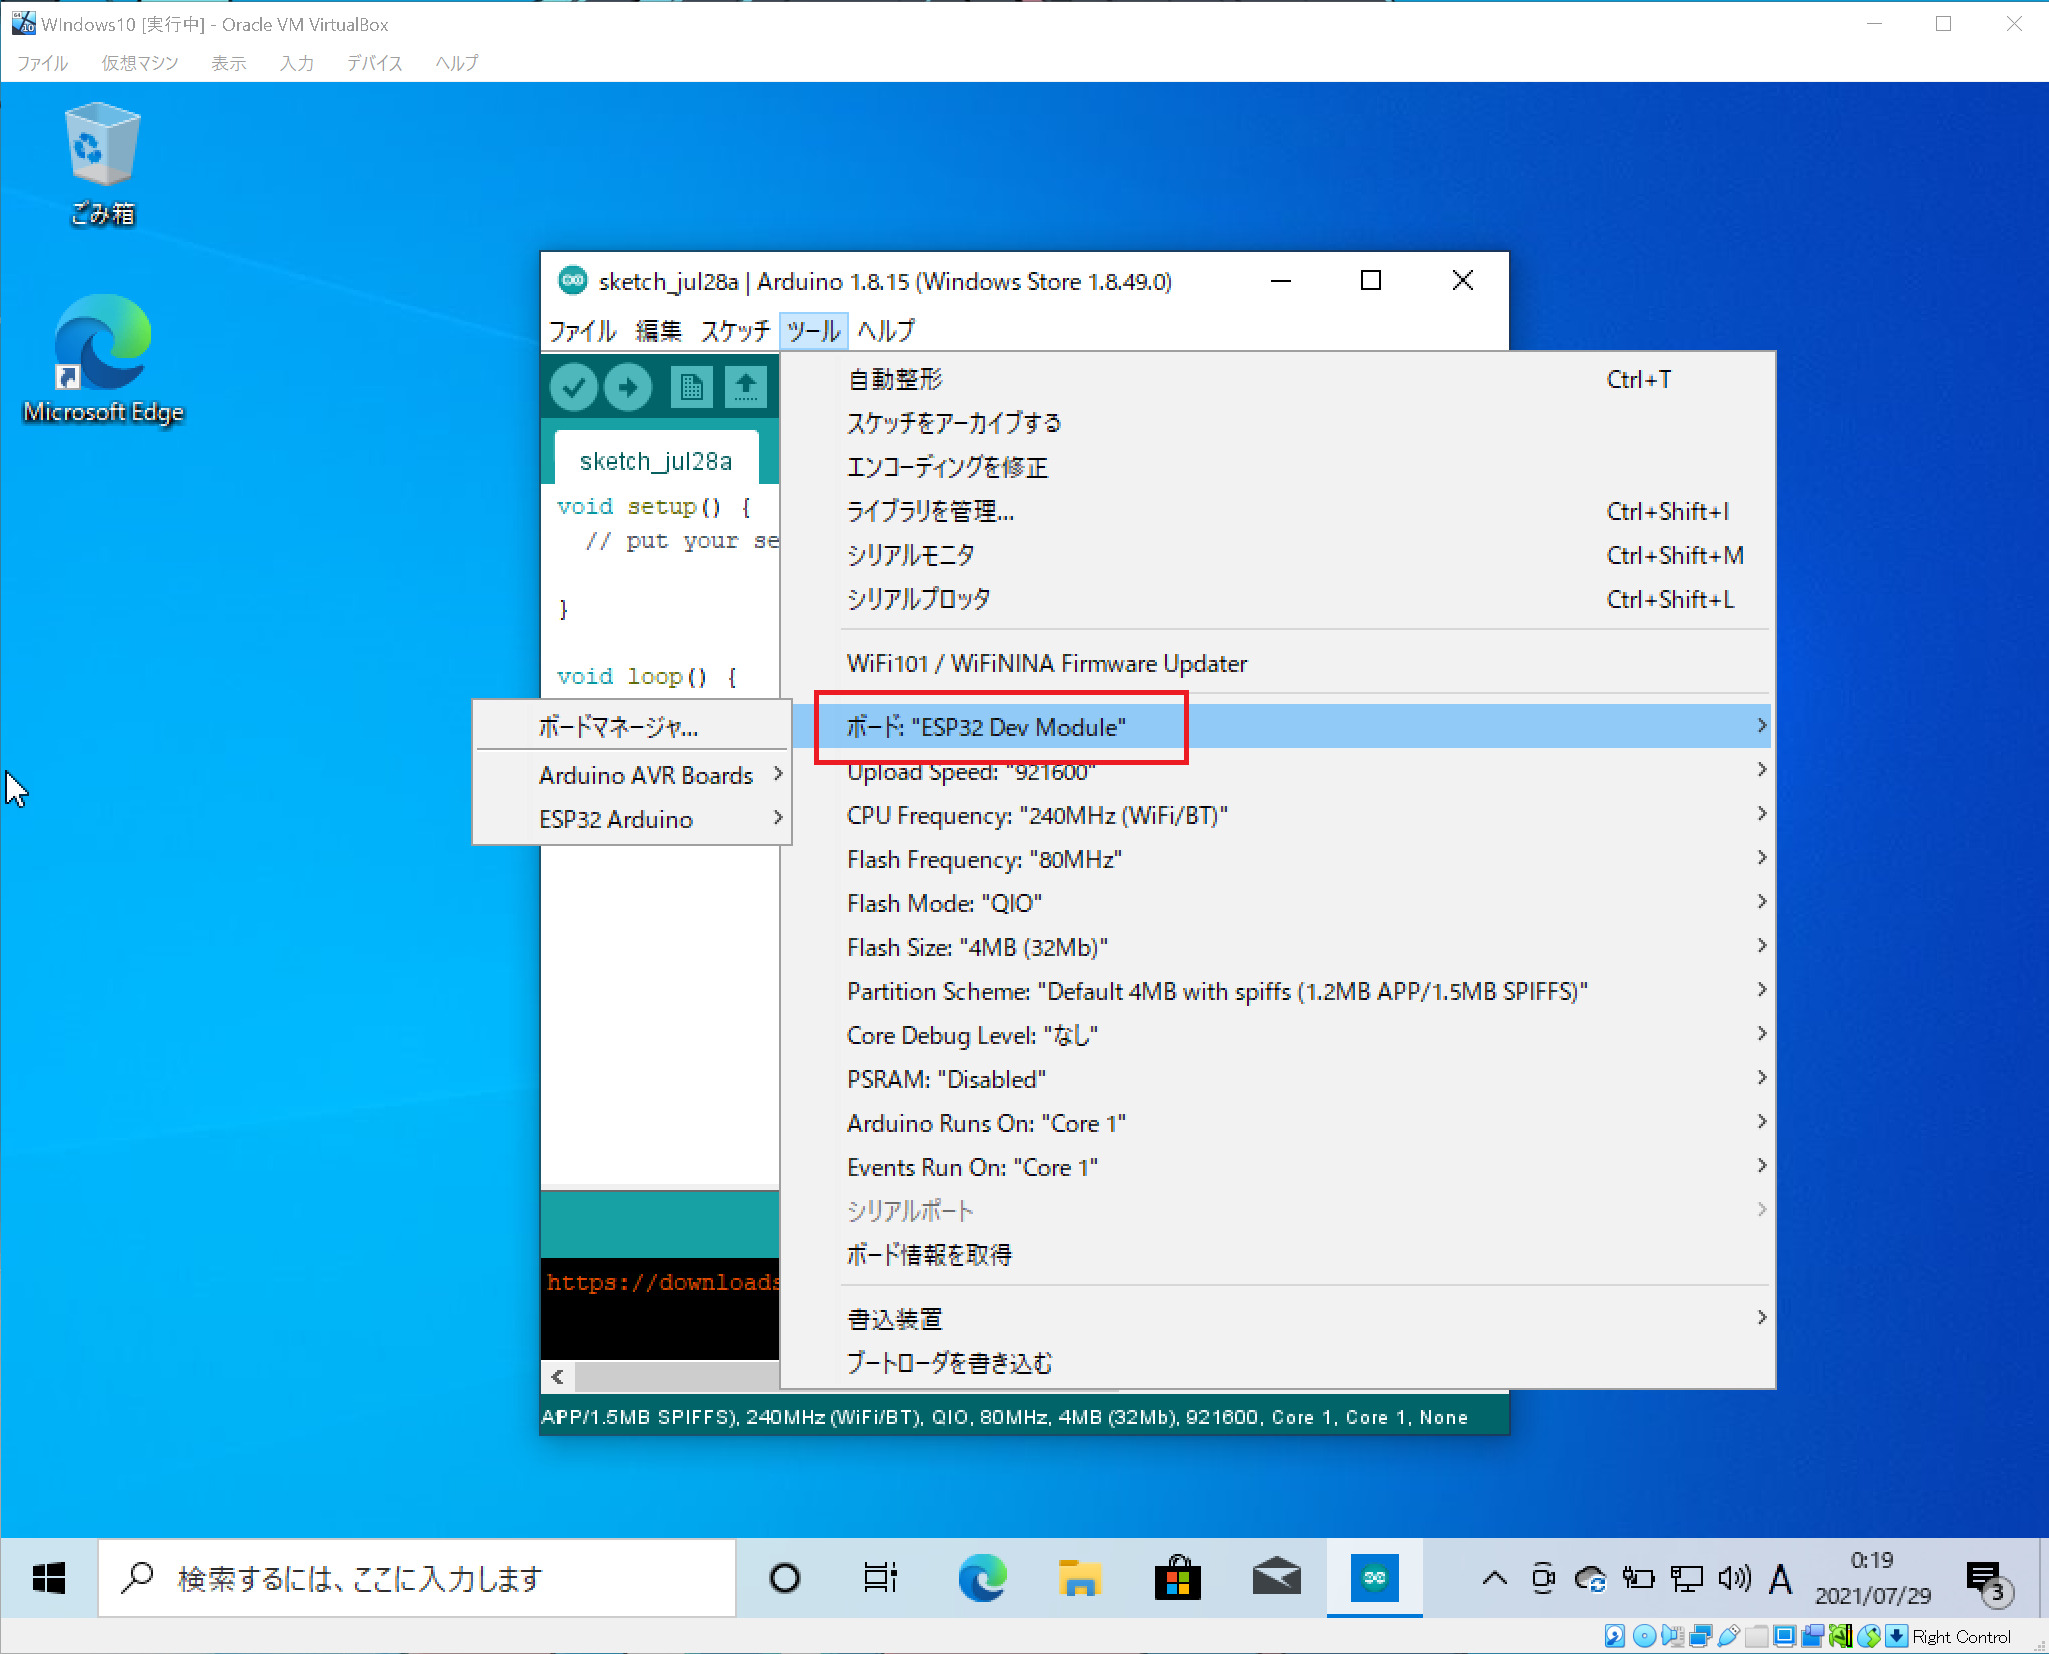 WIndows10 [実行中] - Oracle VM VirtualBox
ファイル 仮想マシン 表示 入力 デバイス ヘルプ
ごみ箱
Microsoft Edge
sketch_jul28a | Arduino 1.8.15 (Windows Store 1.8.49.0)
ファイル 編集 スケッチ ツール ヘルプ
sketch_jul28a
void setup() {
// put your se
}
void loop() {
自動整形 Ctrl+T
スケッチをアーカイブする
エンコーディングを修正
ライブラリを管理... Ctrl+Shift+I
シリアルモニタ Ctrl+Shift+M
シリアルプロッタ Ctrl+Shift+L
WiFi101 / WiFiNINA Firmware Updater
ボード: "ESP32 Dev Module"
ボードマネージャ...
Arduino AVR Boards
ESP32 Arduino
Upload Speed: "921600"
CPU Frequency: "240MHz (WiFi/BT)"
Flash Frequency: "80MHz"
Flash Mode: "QIO"
Flash Size: "4MB (32Mb)"
Partition Scheme: "Default 4MB with spiffs (1.2MB APP/1.5MB SPIFFS)"
Core Debug Level: "なし"
PSRAM: "Disabled"
Arduino Runs On: "Core 1"
Events Run On: "Core 1"
シリアルポート
ボード情報を取得
書込装置
ブートローダを書き込む
https://downloads
APP/1.5MB SPIFFS), 240MHz (WiFi/BT), QIO, 80MHz, 4MB (32Mb), 921600, Core 1, Core 1, None
検索するには、ここに入力します
A
0:19
2021/07/29
3
Right Control